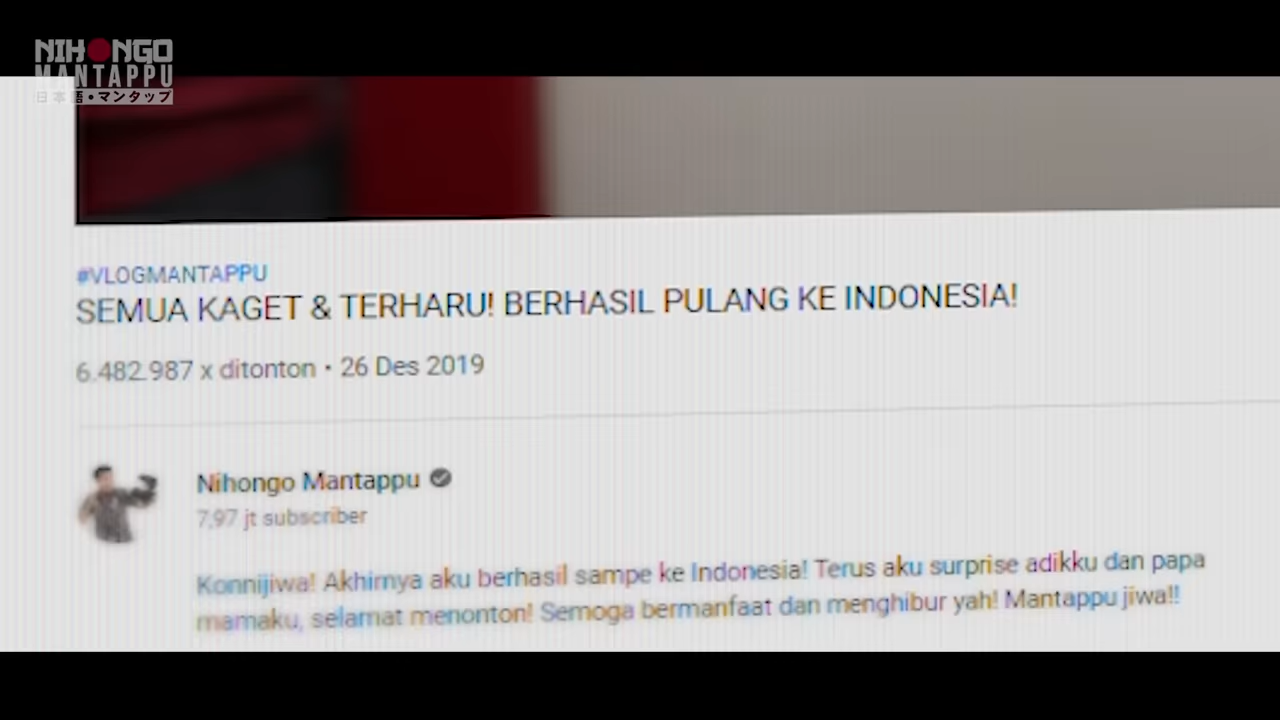 NIHONGO
MANTAPPU
日本語・マンタップ
#VLOGMANTAPPU
SEMUA KAGET & TERHARU! BERHASIL PULANG KE INDONESIA!
6.482.987 x ditonton • 26 Des 2019
Nihongo Mantappu
7,97 jt subscriber
Konnijiwa! Akhirnya aku berhasil sampe ke Indonesia! Terus aku surprise adikku dan papa
mamaku, selamat menonton! Semoga bermanfaat dan menghibur yah! Mantappu jiwa!!